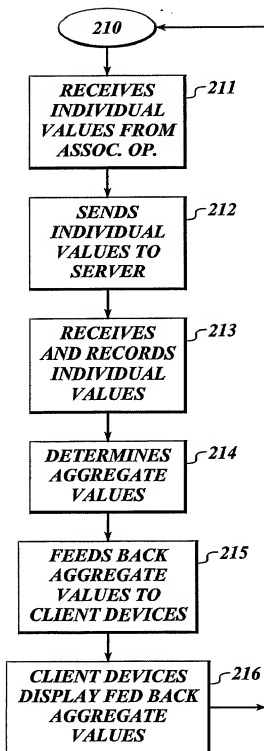 210
RECEIVES
INDIVIDUAL
VALUES FROM
ASSOC. OP.
211
SENDS
INDIVIDUAL
VALUES TO
SERVER
212
RECEIVES
AND RECORDS
INDIVIDUAL
VALUES
213
DETERMINES
AGGREGATE
VALUES
214
FEEDS BACK
AGGREGATE
VALUES TO
CLIENT DEVICES
215
CLIENT DEVICES
DISPLAY FED BACK
AGGREGATE
VALUES
216